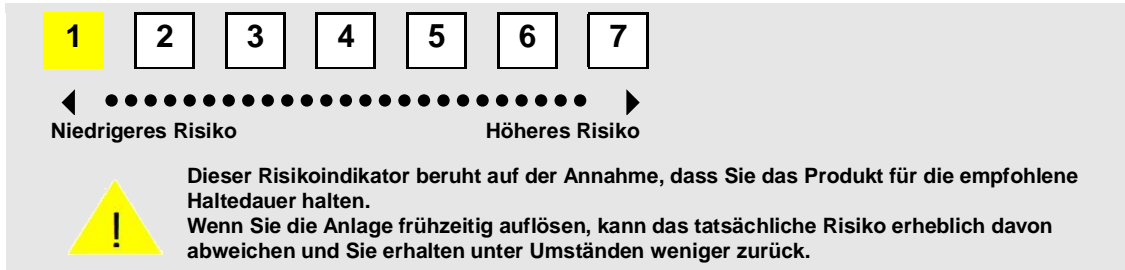 1 2 3 4 5 6 7
Niedrigeres Risiko Höheres Risiko
Dieser Risikoindikator beruht auf der Annahme, dass Sie das Produkt für die empfohlene
Haltedauer halten.
Wenn Sie die Anlage frühzeitig auflösen, kann das tatsächliche Risiko erheblich davon
abweichen und Sie erhalten unter Umständen weniger zurück.
!